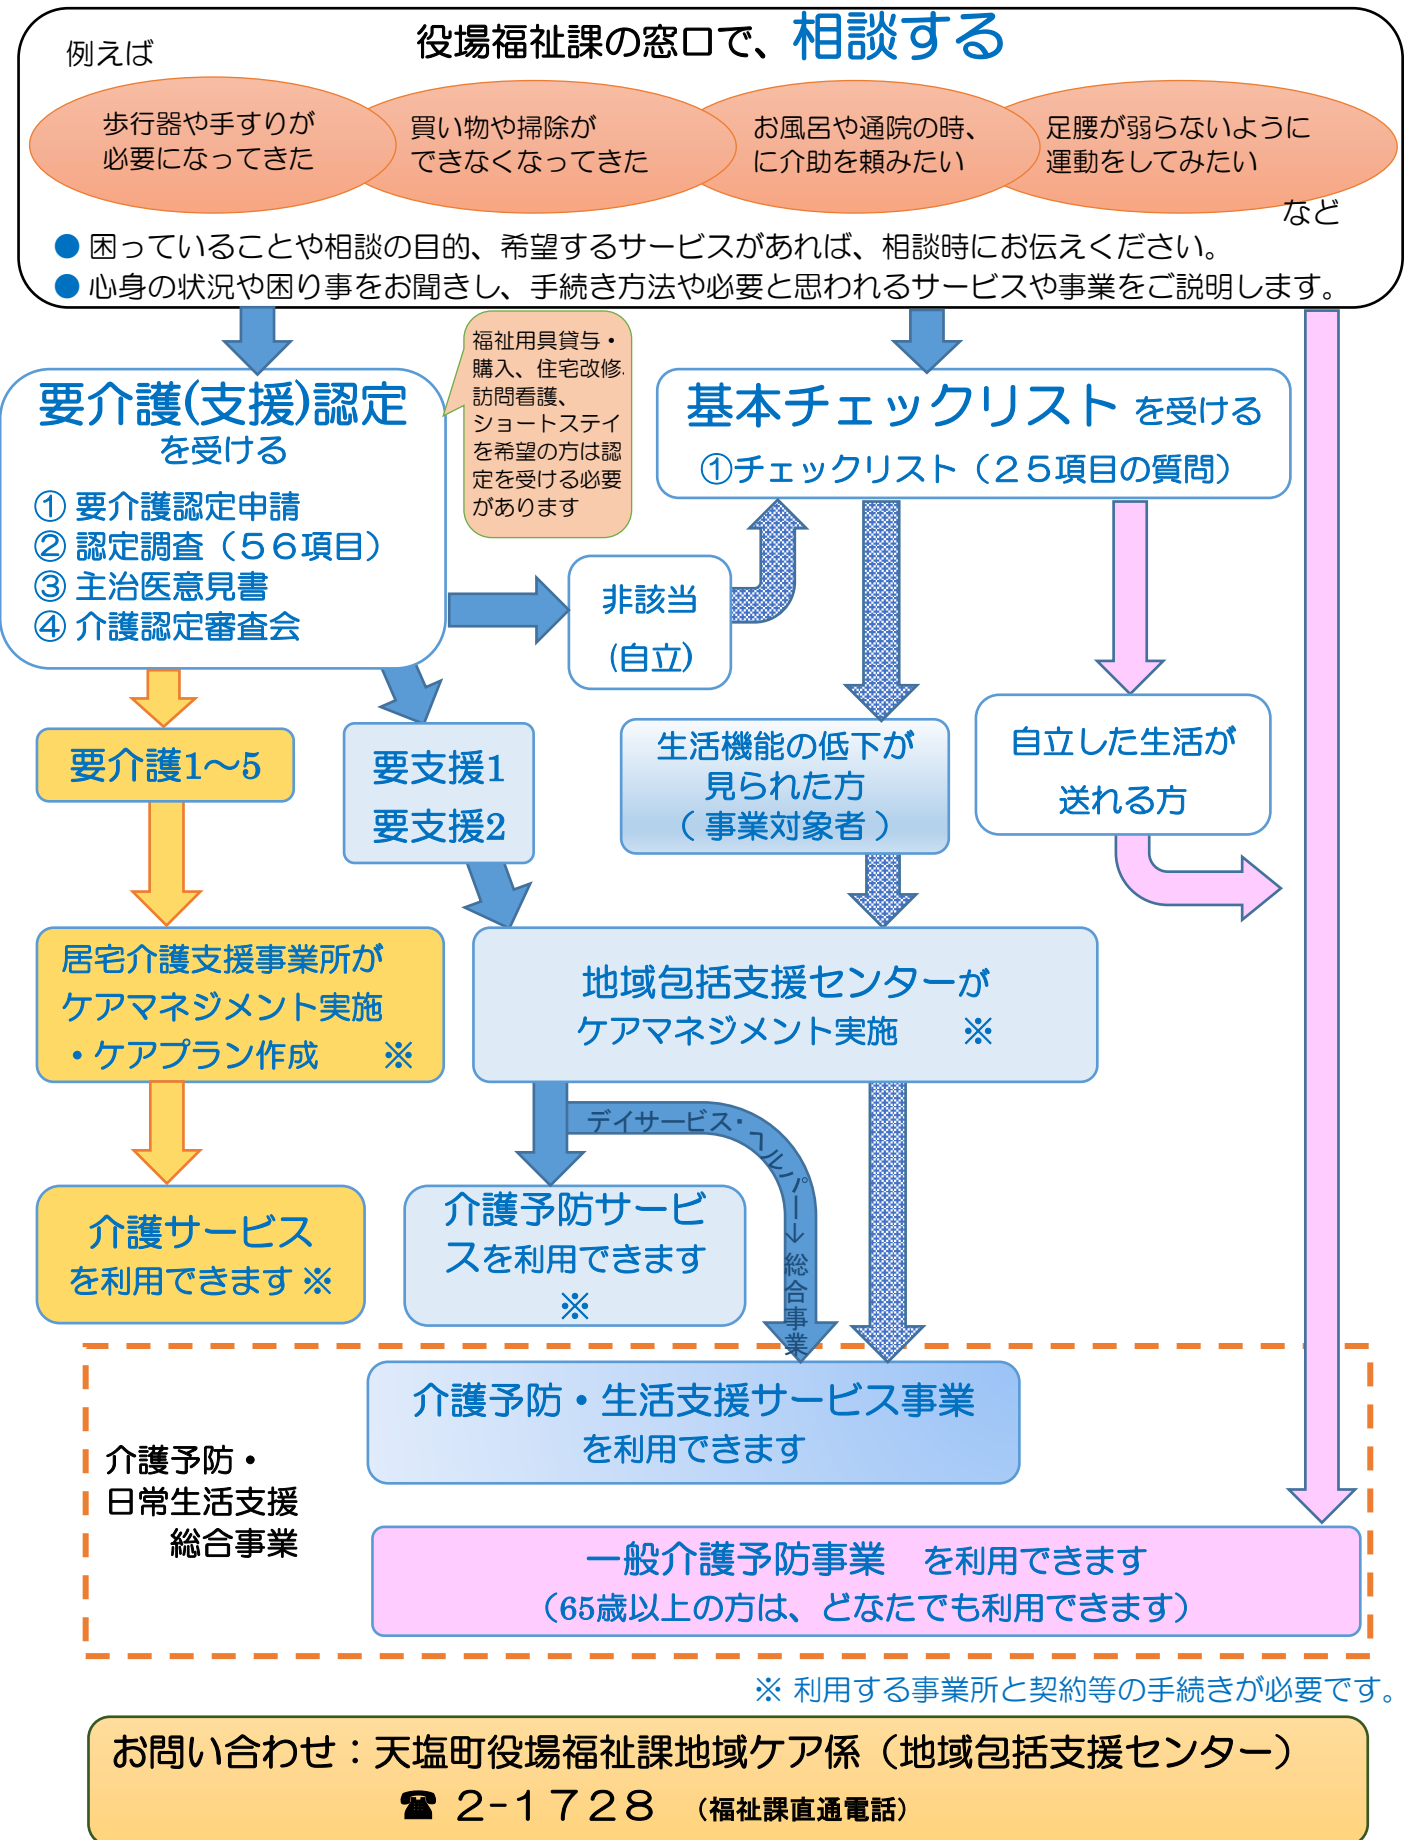 役場福祉課の窓口で、相談する
例えば
歩行器や手すりが
必要になってきた
買い物や掃除が
できなくなってきた
お風呂や通院の時、
に介助を頼みたい
足腰が弱らないように
運動をしてみたい
など
● 困っていることや相談の目的、希望するサービスがあれば、相談時にお伝えください。
● 心身の状況や困り事をお聞きし、手続き方法や必要と思われるサービスや事業をご説明します。
要介護(支援)認定
を受ける
① 要介護認定申請
② 認定調査（５６項目）
③ 主治医意見書
④ 介護認定審査会
福祉用具貸与・
購入、住宅改修、
訪問看護、
ショートステイ
を希望の方は認
定を受ける必要
があります
基本チェックリスト を受ける
①チェックリスト（２５項目の質問）
非該当
(自立)
要介護1～5
要支援1
要支援2
生活機能の低下が
見られた方
（ 事業対象者 ）
自立した生活が
送れる方
居宅介護支援事業所が
ケアマネジメント実施
・ケアプラン作成　　※
地域包括支援センターが
ケアマネジメント実施　　※
デイサービス・ヘルパー→総合事業
介護サービス
を利用できます ※
介護予防サービ
スを利用できます
※
介護予防・生活支援サービス事業
を利用できます
介護予防・
日常生活支援
総合事業
一般介護予防事業　を利用できます
（65歳以上の方は、どなたでも利用できます）
※ 利用する事業所と契約等の手続きが必要です。
お問い合わせ：天塩町役場福祉課地域ケア係（地域包括支援センター）
☎ ２-１７２８　（福祉課直通電話）